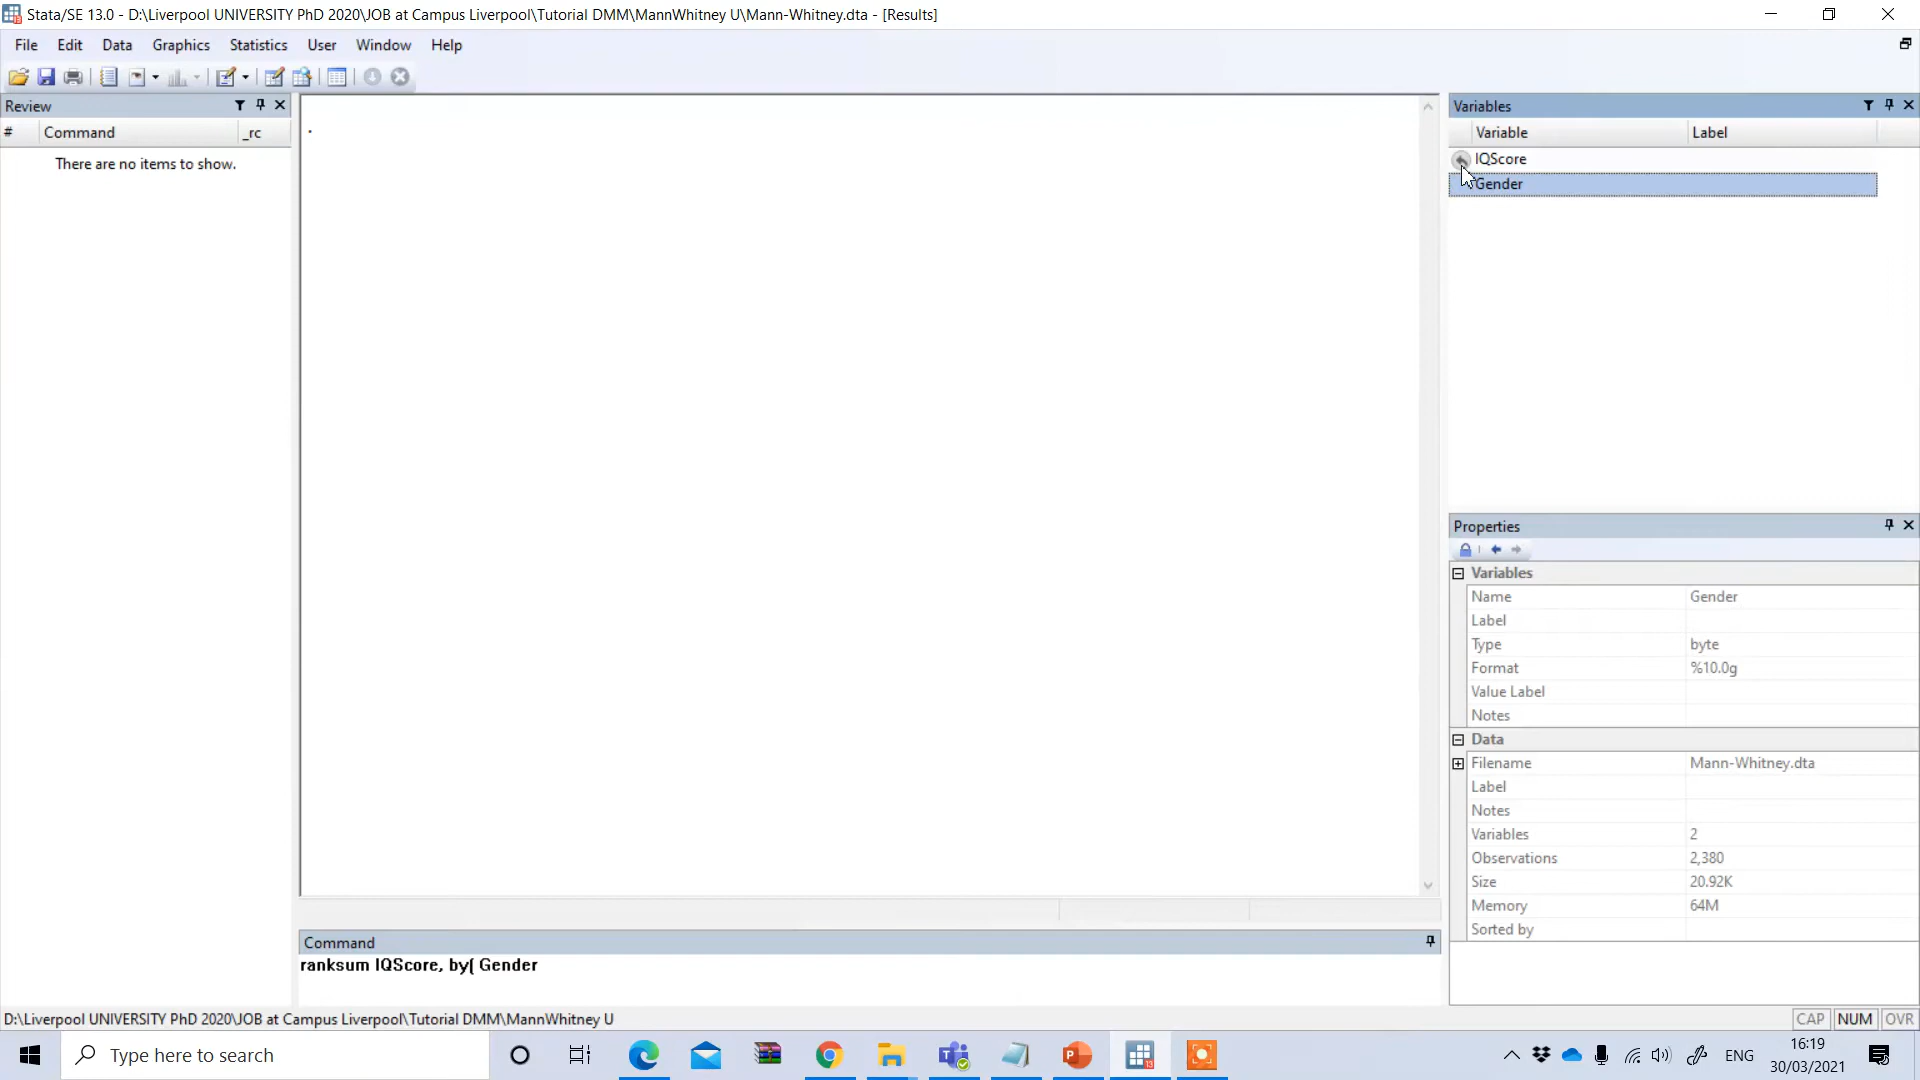 Stata/SE 13.0 - D:\Liverpool UNIVERSITY PhD 2020\JOB at Campus Liverpool\Tutorial DMM\MannWhitney U\Mann-Whitney.dta - [Results]
File Edit Data Graphics Statistics User Window Help
Review
# Command _rc
There are no items to show.
.
Variables
Variable Label
IQScore
Gender
Properties
Variables
Name Gender
Label
Type byte
Format %10.0g
Value Label
Notes
Data
Filename Mann-Whitney.dta
Label
Notes
Variables 2
Observations 2,380
Size 20.92K
Memory 64M
Sorted by
Command
ranksum IQScore, by( Gender
D:\Liverpool UNIVERSITY PhD 2020\JOB at Campus Liverpool\Tutorial DMM\MannWhitney U
CAP NUM OVR
Type here to search
ENG
16:19
30/03/2021